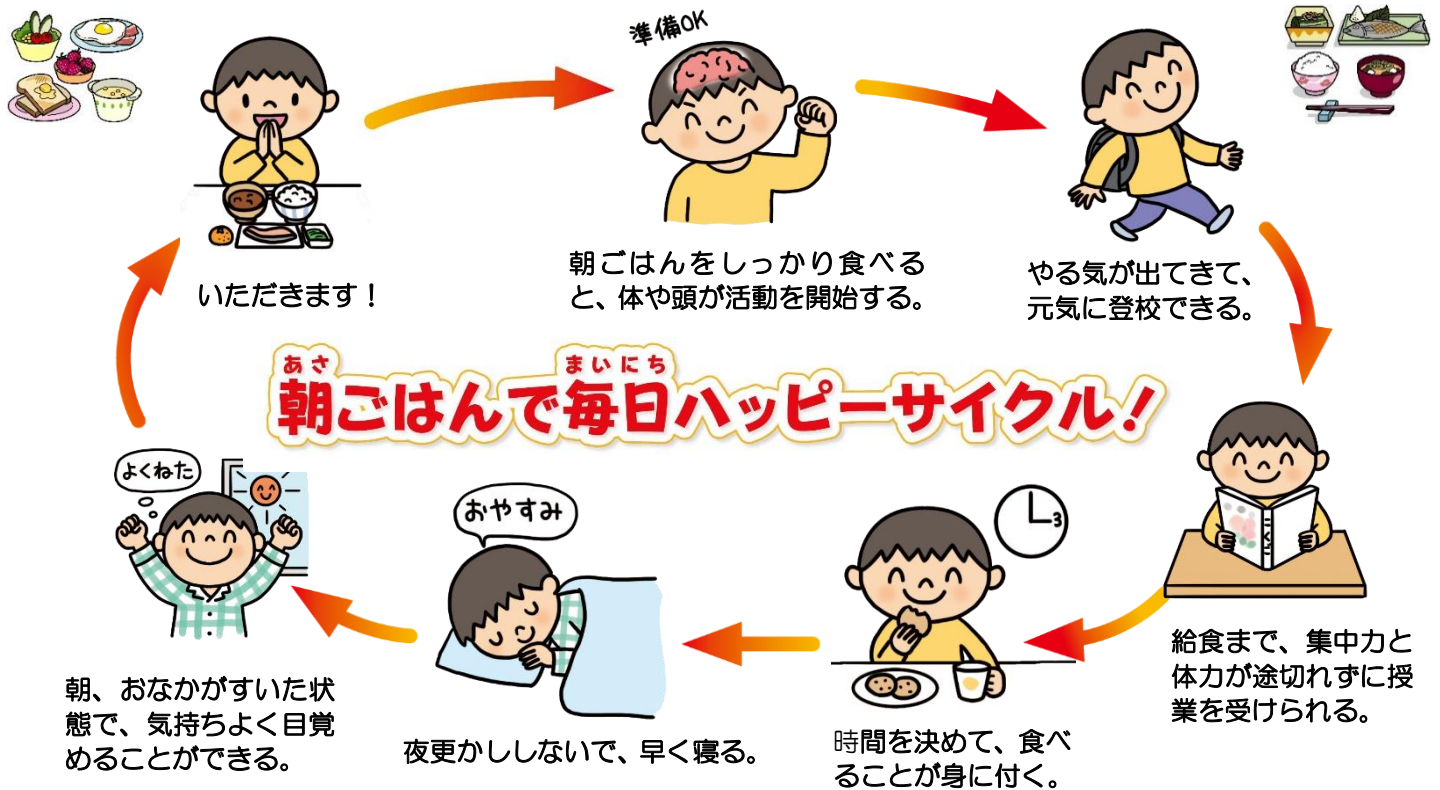 準備OK
いただきます！
朝ごはんをしっかり食べる
と、体や頭が活動を開始する。
やる気が出てきて、
元気に登校できる。
あさ まいにち
朝ごはんで毎日ハッピーサイクル！
こくご
給食まで、集中力と
体力が途切れずに授
業を受けられる。
3
時間を決めて、食べ
ることが身に付く。
おやすみ
夜更かししないで、早く寝る。
よくねた
朝、おなかがすいた状
態で、気持ちよく目覚
めることができる。